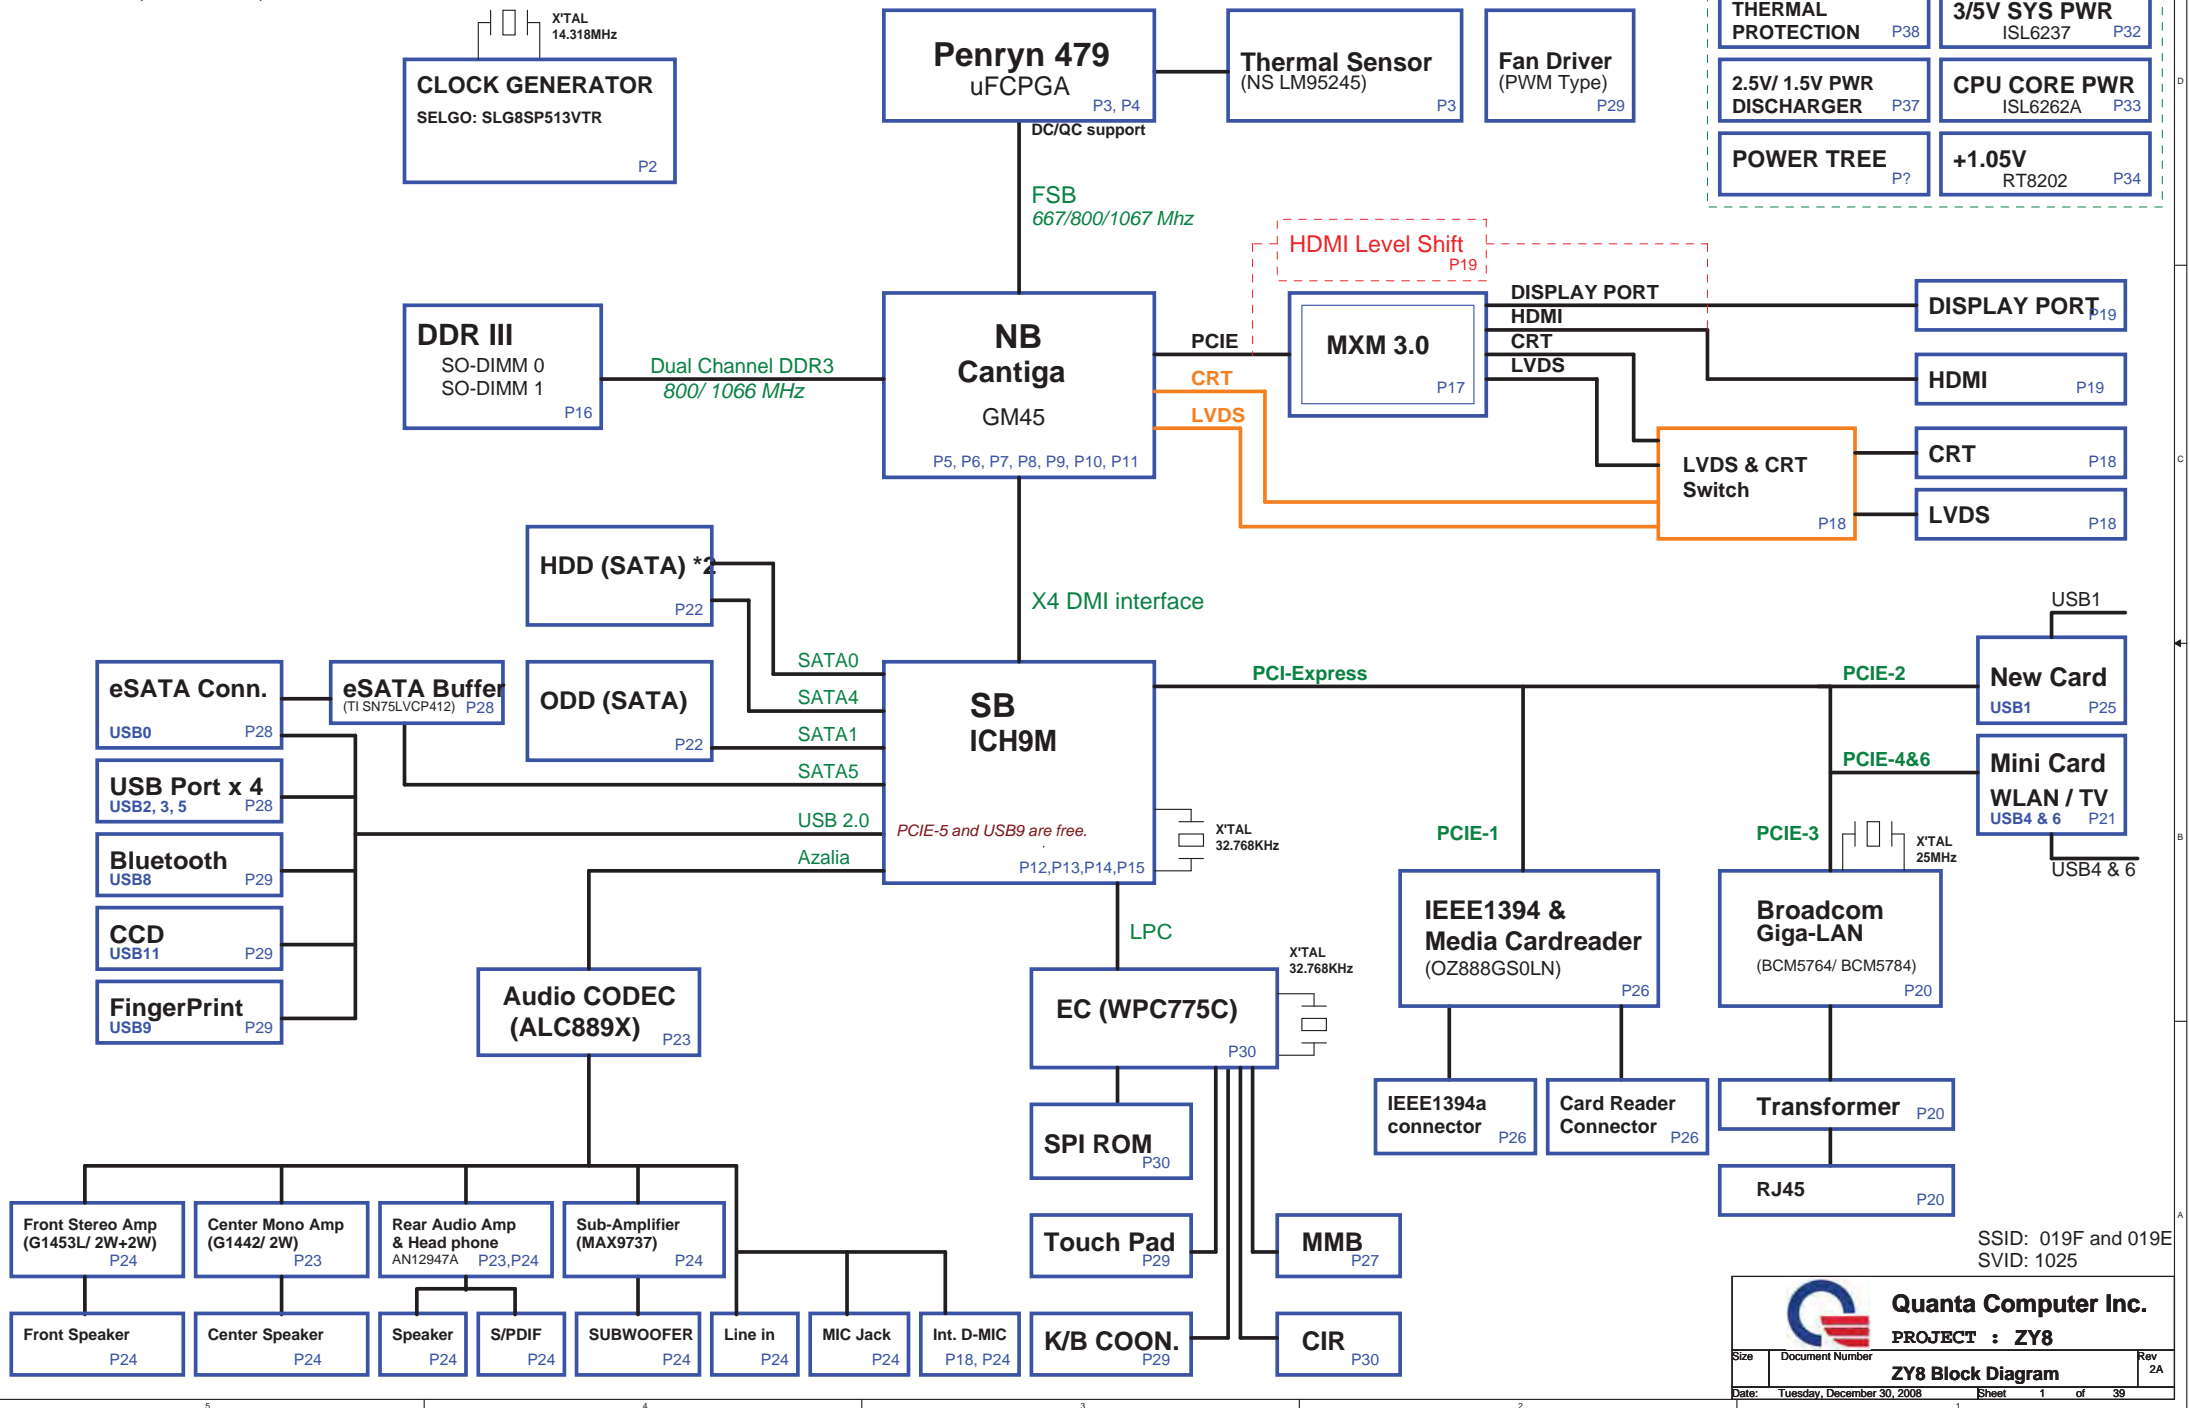 X'TAL
14.318MHz
CLOCK GENERATOR
SELGO: SLG8SP513VTR
P2
Penryn 479
uFCPGA
P3, P4
DC/QC support
Thermal Sensor
(NS LM95245)
P3
Fan Driver
(PWM Type)
P29
THERMAL
PROTECTION P38
3/5V SYS PWR
ISL6237 P32
2.5V/ 1.5V PWR
DISCHARGER P37
CPU CORE PWR
ISL6262A P33
POWER TREE
P?
+1.05V
RT8202 P34
D
FSB
667/800/1067 Mhz
HDMI Level Shift
P19
DDR III
SO-DIMM 0
SO-DIMM 1
P16
Dual Channel DDR3
800/ 1066 MHz
NB
Cantiga
GM45
P5, P6, P7, P8, P9, P10, P11
PCIE
CRT
LVDS
MXM 3.0
P17
DISPLAY PORT
HDMI
CRT
LVDS
DISPLAY PORT P19
HDMI P19
LVDS & CRT
Switch
P18
CRT P18
LVDS P18
C
HDD (SATA) *2
P22
X4 DMI interface
USB1
eSATA Conn.
USB0 P28
eSATA Buffer
(TI SN75LVCP412) P28
ODD (SATA)
P22
SATA0
SATA4
SATA1
SATA5
USB 2.0
Azalia
SB
ICH9M
PCIE-5 and USB9 are free.
P12,P13,P14,P15
X'TAL
32.768KHz
PCI-Express
PCIE-2
New Card
USB1 P25
PCIE-4&6
Mini Card
WLAN / TV
USB4 & 6 P21
USB4 & 6
USB Port x 4
USB2, 3, 5 P28
Bluetooth
USB8 P29
CCD
USB11 P29
FingerPrint
USB9 P29
PCIE-1
PCIE-3
X'TAL
25MHz
B
LPC
IEEE1394 &
Media Cardreader
(OZ888GS0LN)
P26
Broadcom
Giga-LAN
(BCM5764/ BCM5784)
P20
Audio CODEC
(ALC889X)
P23
EC (WPC775C)
P30
X'TAL
32.768KHz
IEEE1394a
connector P26
Card Reader
Connector P26
Transformer P20
SPI ROM
P30
RJ45
P20
Front Stereo Amp
(G1453L/ 2W+2W)
P24
Center Mono Amp
(G1442/ 2W)
P23
Rear Audio Amp
& Head phone
AN12947A P23,P24
Sub-Amplifier
(MAX9737)
P24
Touch Pad
P29
MMB
P27
A
Front Speaker
P24
Center Speaker
P24
Speaker
P24
S/PDIF
P24
SUBWOOFER
P24
Line in
P24
MIC Jack
P24
Int. D-MIC
P18, P24
K/B COON.
P29
CIR
P30
SSID: 019F and 019E
SVID: 1025
Quanta Computer Inc.
PROJECT : ZY8
Size Document Number Rev
ZY8 Block Diagram 2A
Date: Tuesday, December 30, 2008 Sheet 1 of 39
5 4 3 2 1